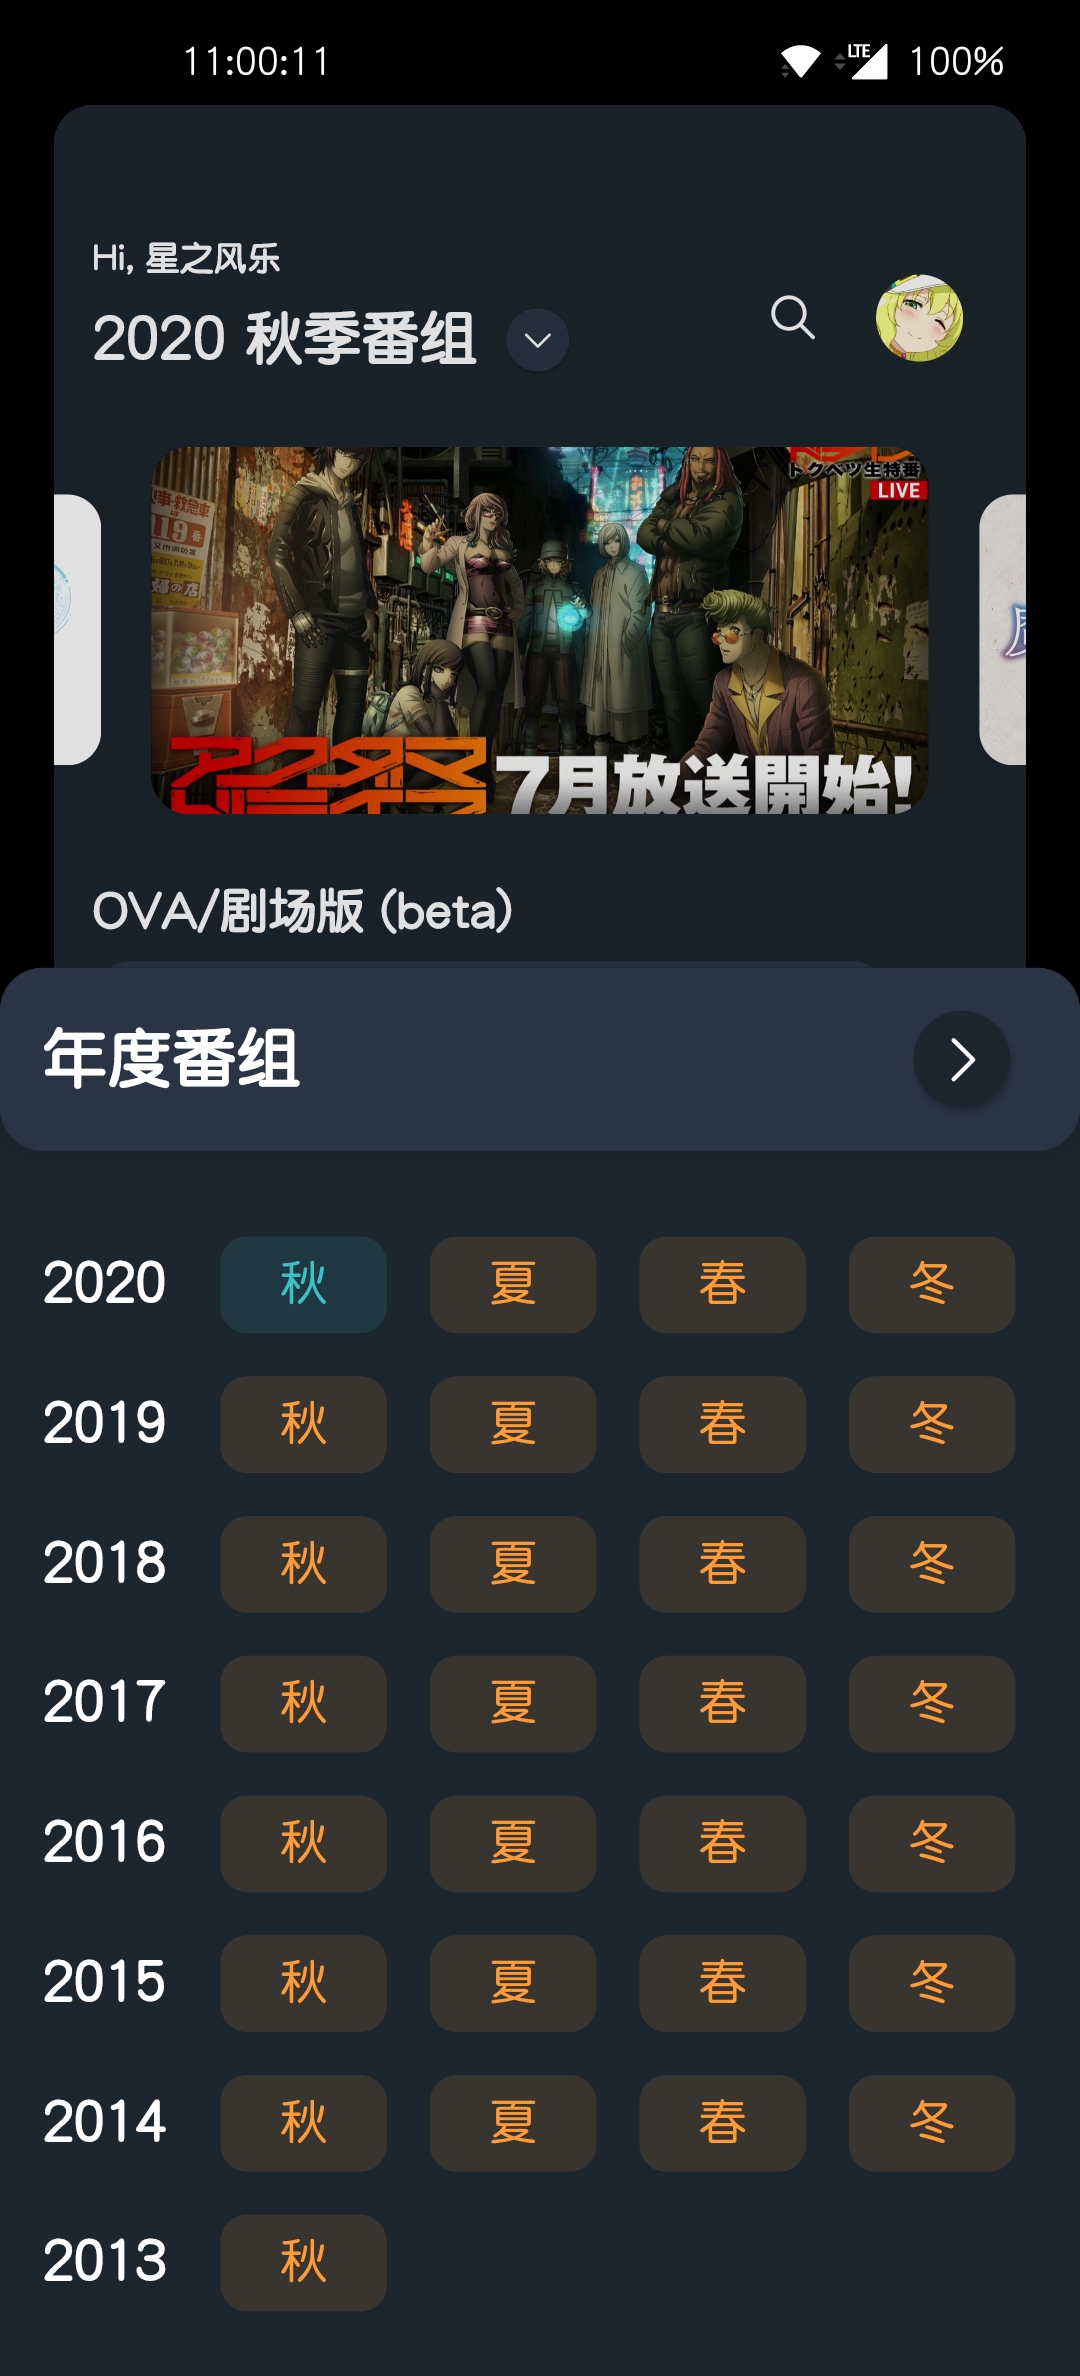 11:00:11
LTE 100%
Hi, 星之风乐
2020 秋季番组
トクベツ生特番
LIVE
119 番
7月放送開始!
OVA/剧场版 (beta)
年度番组
2020 秋 夏 春 冬
2019 秋 夏 春 冬
2018 秋 夏 春 冬
2017 秋 夏 春 冬
2016 秋 夏 春 冬
2015 秋 夏 春 冬
2014 秋 夏 春 冬
2013 秋